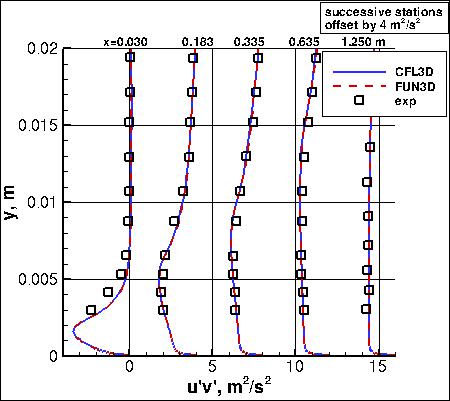 successive stations
offset by 4 m²/s²
x=0.030 0.183 0.335 0.635 1.250 m
CFL3D
FUN3D
exp
0.02
0.015
0.01
0.005
0
y, m
0 5 10 15
u'v', m²/s²